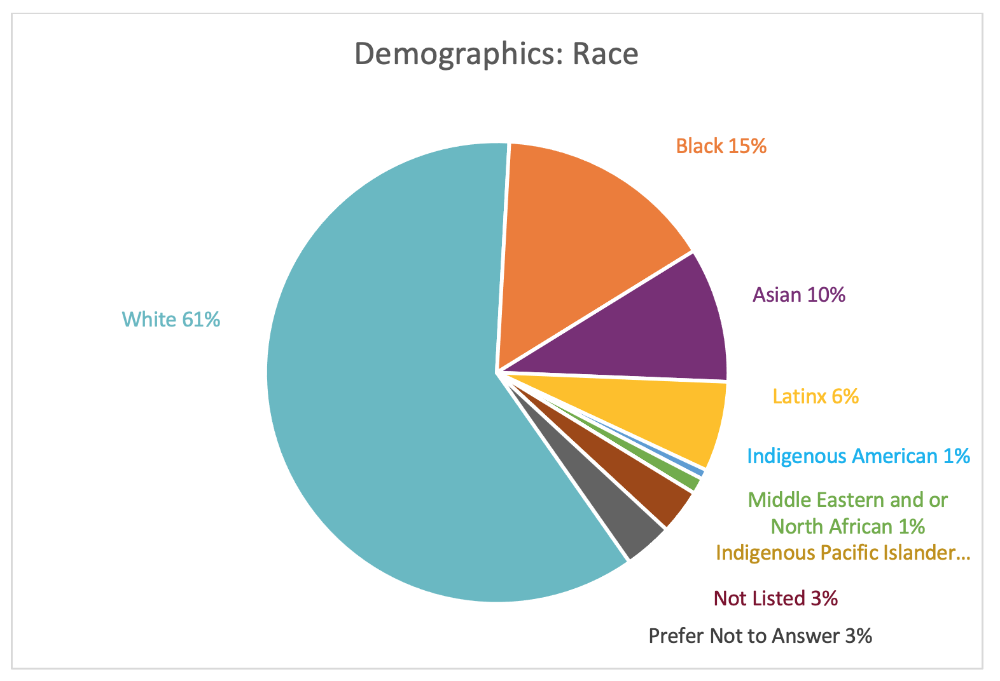 Demographics: Race
Black 15%
Asian 10%
White 61%
Latinx 6%
Indigenous American 1%
Middle Eastern and or
North African 1%
Indigenous Pacific Islander...
Not Listed 3%
Prefer Not to Answer 3%